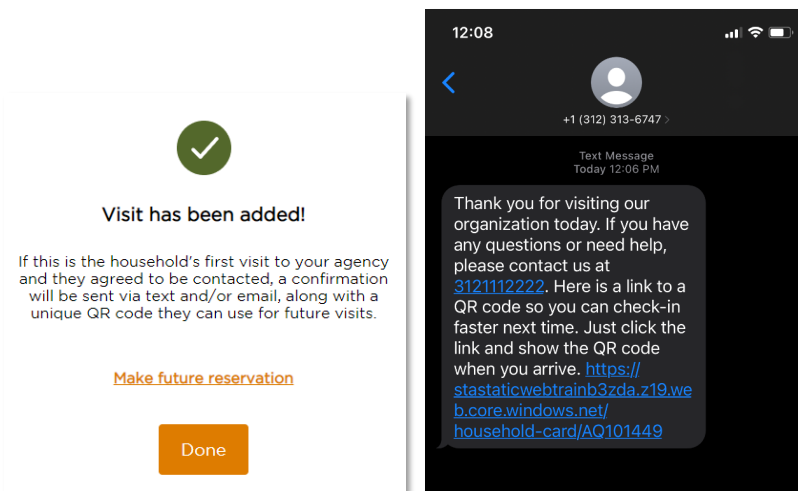 Visit has been added!
If this is the household's first visit to your agency
and they agreed to be contacted, a confirmation
will be sent via text and/or email, along with a
unique QR code they can use for future visits.
Make future reservation
Done
12:08
+1 (312) 313-6747
Text Message
Today 12:06 PM
Thank you for visiting our
organization today. If you have
any questions or need help,
please contact us at
3121112222. Here is a link to a
QR code so you can check-in
faster next time. Just click the
link and show the QR code
when you arrive. https://
stastaticwebtrainb3zda.z19.we
b.core.windows.net/
household-card/AQ101449